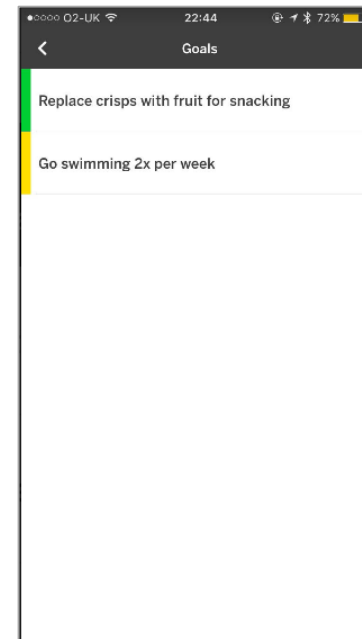 O2-UK 22:44 72%
Goals
Replace crisps with fruit for snacking
Go swimming 2x per week